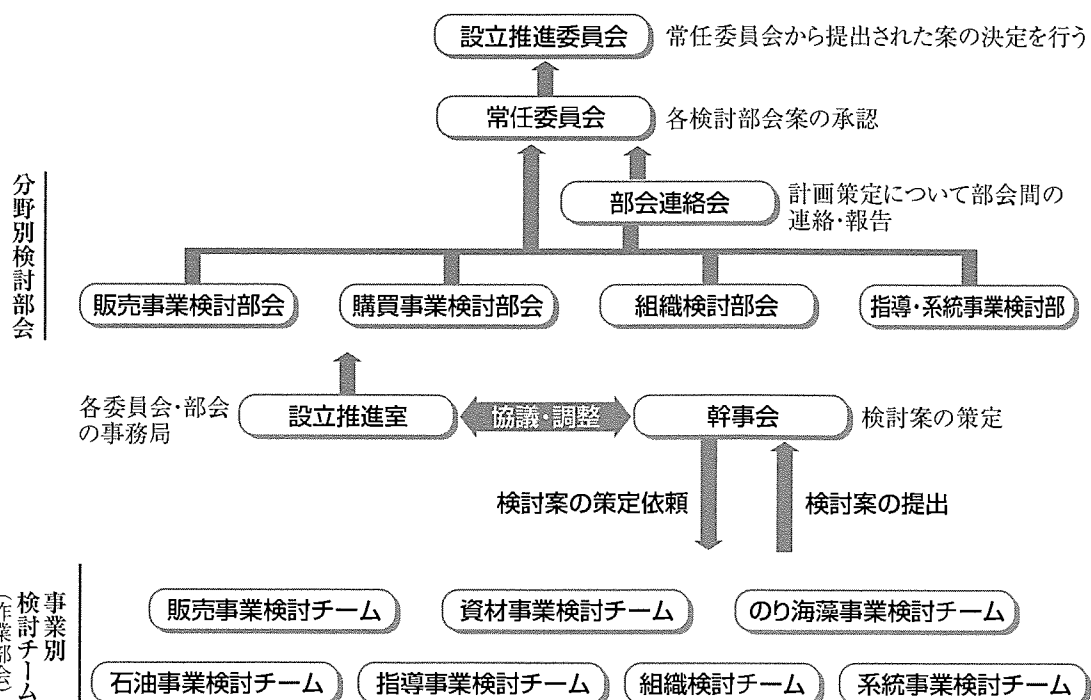 設立推進委員会
常任委員会から提出された案の決定を行う
常任委員会
各検討部会案の承認
部会連絡会
計画策定について部会間の
連絡・報告
分野別検討部会
販売事業検討部会
購買事業検討部会
組織検討部会
指導・系統事業検討部
各委員会・部会
の事務局
設立推進室
協議・調整
幹事会
検討案の策定
検討案の策定依頼
検討案の提出
事業別
検討チーム
(作業部会)
販売事業検討チーム
資材事業検討チーム
のり海藻事業検討チーム
石油事業検討チーム
指導事業検討チーム
組織検討チーム
系統事業検討チーム